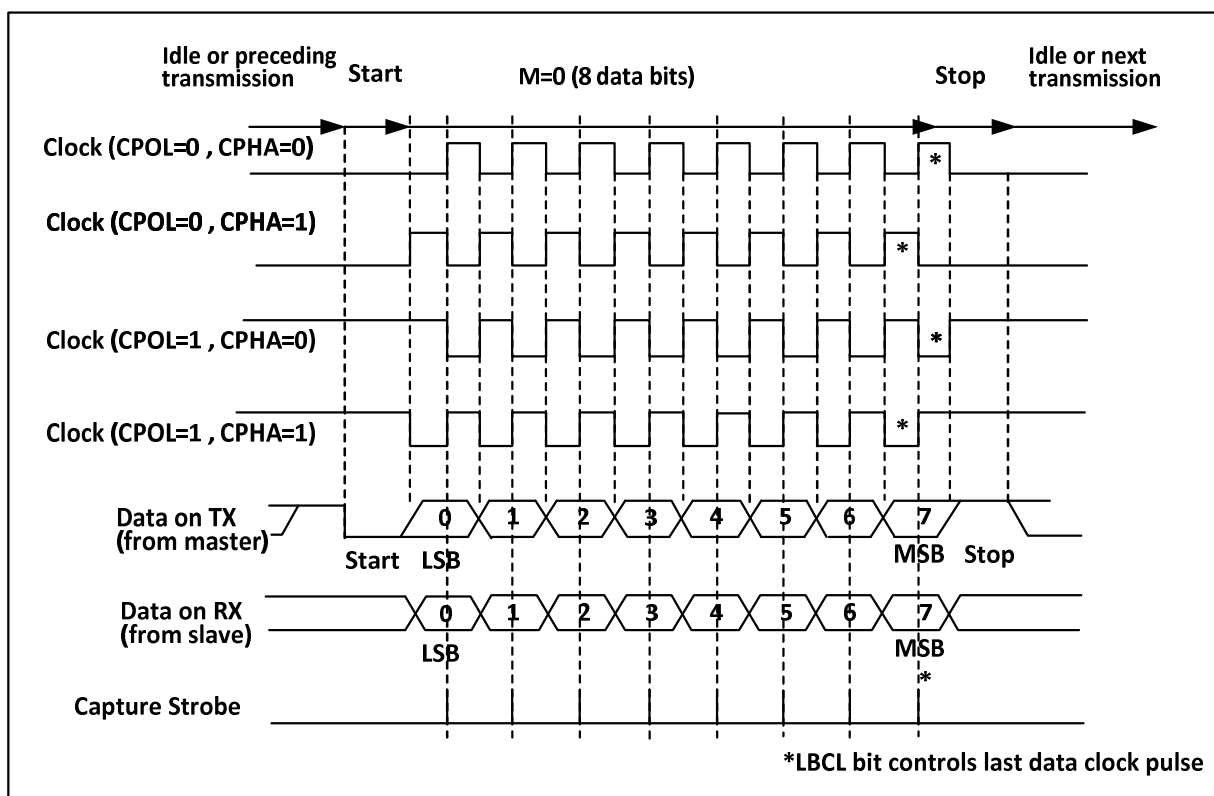 Idle or preceding
transmission
Start
M=0 (8 data bits)
Stop
Idle or next
transmission
Clock (CPOL=0 , CPHA=0)
*
Clock (CPOL=0 , CPHA=1)
*
Clock (CPOL=1 , CPHA=0)
*
Clock (CPOL=1 , CPHA=1)
*
Data on TX
(from master)
0 1 2 3 4 5 6 7
Start LSB MSB Stop
Data on RX
(from slave)
0 1 2 3 4 5 6 7
LSB MSB
*
Capture Strobe
*LBCL bit controls last data clock pulse